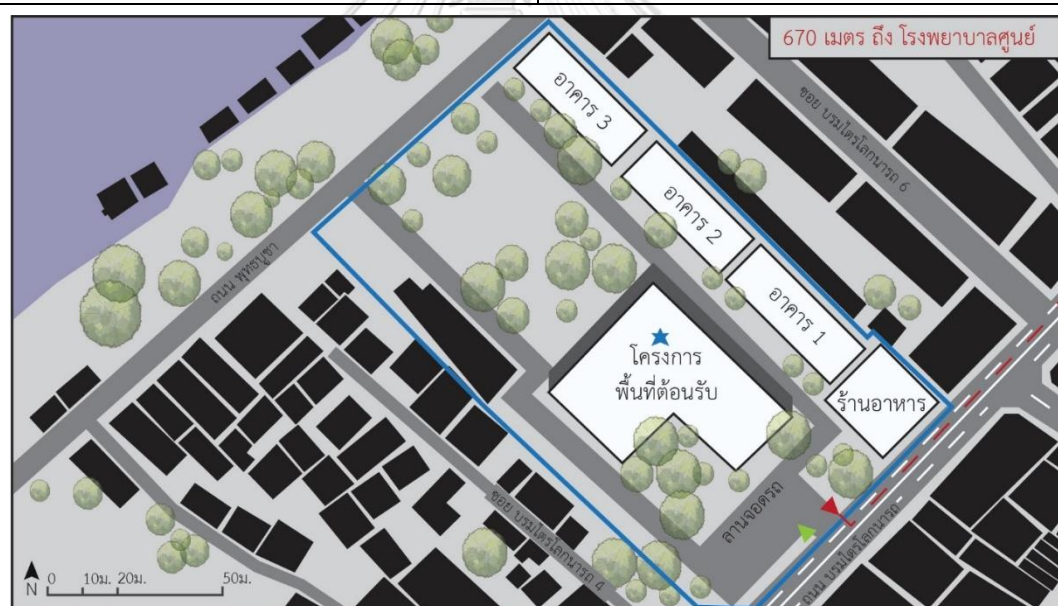 670 เมตร ถึง โรงพยาบาลศูนย์
อาคาร 3
ซอย บรมไตรโลกนารถ 6
อาคาร 2
ถนน พุทธบูชา
อาคาร 1
โครงการ
พื้นที่ต้อนรับ
ร้านอาหาร
ลานจอดรถ
ซอย บรมไตรโลกนารถ 4
ถนน บรมไตรโลกนารถ
N
0 10ม. 20ม. 50ม.